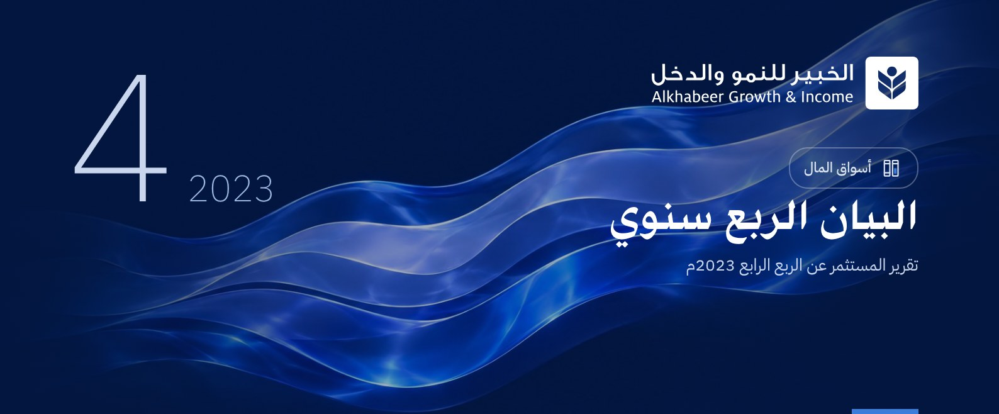 الخبير للنمو والدخل
Alkhabeer Growth & Income
أسواق المال
البيان الربع سنوي
تقرير المستثمر عن الربع الرابع 2023م
4
2023